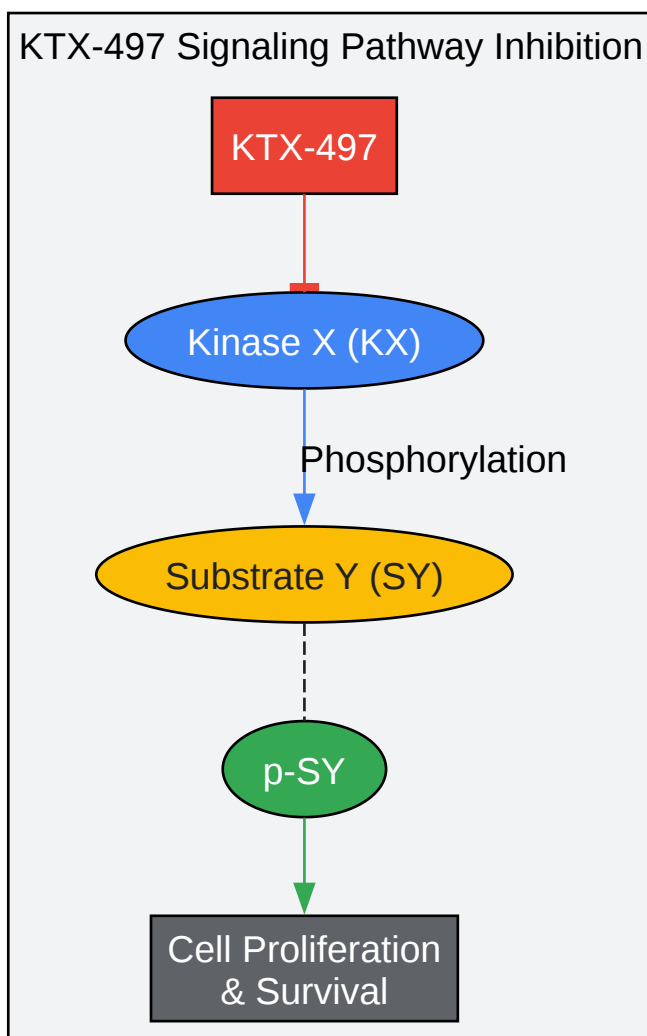 KTX-497 Signaling Pathway Inhibition
KTX-497
Kinase X (KX)
Phosphorylation
Substrate Y (SY)
p-SY
Cell Proliferation
& Survival